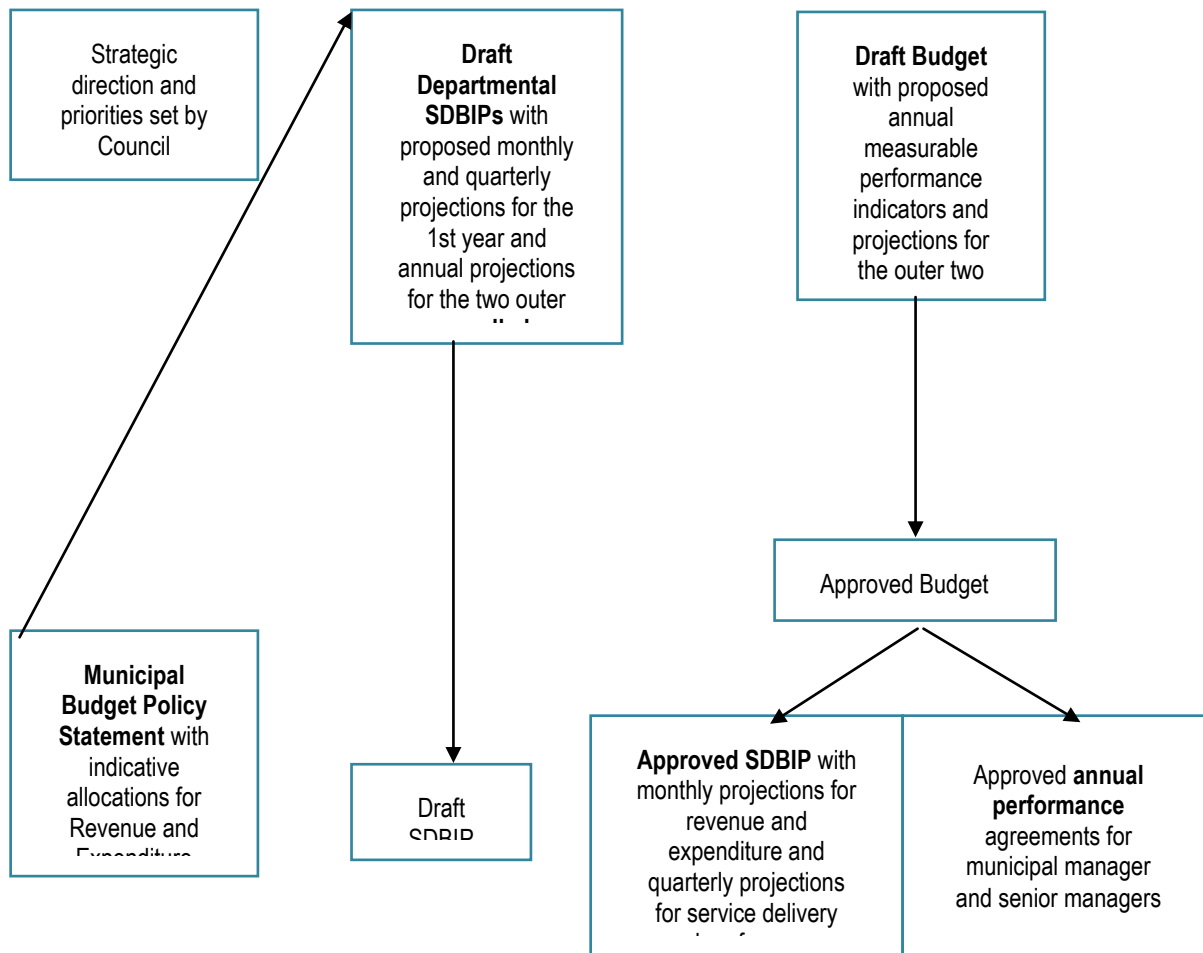 Strategic
direction and
priorities set by
Council
Draft
Departmental
SDBIPs with
proposed monthly
and quarterly
projections for the
1st year and
annual projections
for the two outer
Draft Budget
with proposed
annual
measurable
performance
indicators and
projections for
the outer two
Approved Budget
Municipal
Budget Policy
Statement with
indicative
allocations for
Revenue and
Expenditure
Draft
SDBIP
Approved SDBIP with
monthly projections for
revenue and
expenditure and
quarterly projections
for service delivery
Approved annual
performance
agreements for
municipal manager
and senior managers